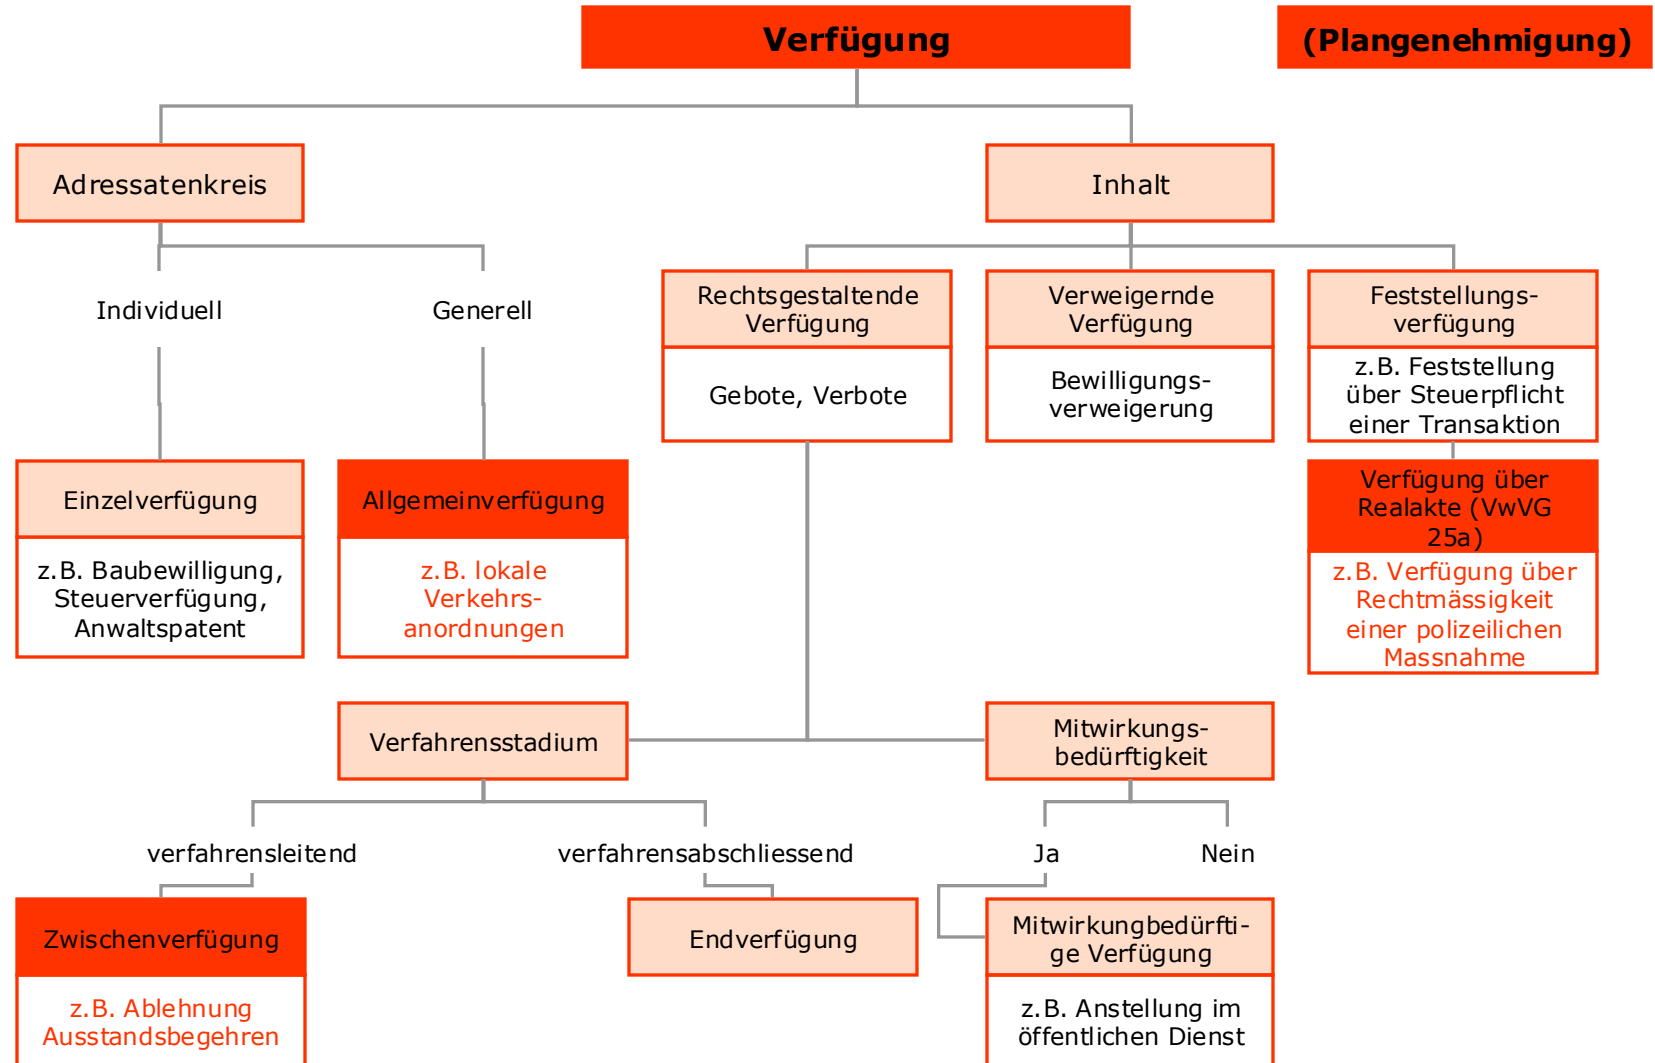 Verfügung
(Plangenehmigung)
Adressatenkreis
Inhalt
Individuell
Generell
Rechtsgestaltende
Verfügung
Gebote, Verbote
Verweigernde
Verfügung
Bewilligungs-
verweigerung
Feststellungs-
verfügung
z.B. Feststellung
über Steuerpflicht
einer Transaktion
Einzelverfügung
z.B. Baubewilligung,
Steuerverfügung,
Anwaltspatent
Allgemeinverfügung
z.B. lokale
Verkehrs-
anordnungen
Verfügung über
Realakte (VwVG
25a)
z.B. Verfügung über
Rechtmässigkeit
einer polizeilichen
Massnahme
Verfahrensstadium
Mitwirkungs-
bedürftigkeit
verfahrensleitend
verfahrensabschliessend
Ja
Nein
Zwischenverfügung
z.B. Ablehnung
Ausstandsbegehren
Endverfügung
Mitwirkungbedürfti-
ge Verfügung
z.B. Anstellung im
öffentlichen Dienst